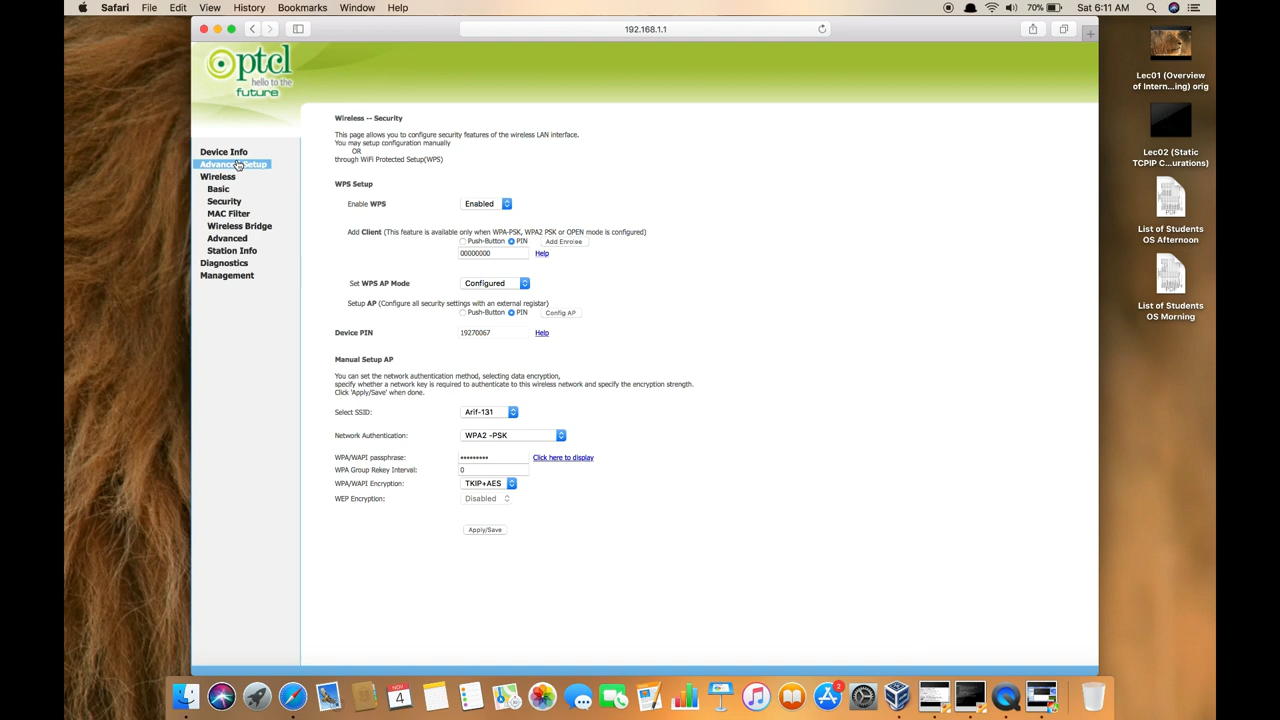 Safari File Edit View History Bookmarks Window Help
70% Sat 6:11 AM
192.168.1.1
ptcl
hello to the
future
Device Info
Advanced Setup
Wireless
Basic
Security
MAC Filter
Wireless Bridge
Advanced
Station Info
Diagnostics
Management
Wireless -- Security
This page allows you to configure security features of the wireless LAN interface.
You may setup configuration manually
OR
through WiFi Protected Setup(WPS)
WPS Setup
Enable WPS Enabled
Add Client (This feature is available only when WPA-PSK, WPA2 PSK or OPEN mode is configured)
Push-Button PIN Add Enrolee
00000000 Help
Set WPS AP Mode Configured
Setup AP (Configure all security settings with an external registar)
Push-Button PIN Config AP
Device PIN 19270067 Help
Manual Setup AP
You can set the network authentication method, selecting data encryption,
specify whether a network key is required to authenticate to this wireless network and specify the encryption strength.
Click 'Apply/Save' when done.
Select SSID: Arif-131
Network Authentication: WPA2 -PSK
WPA/WAPI passphrase: ••••••••• Click here to display
WPA Group Rekey Interval: 0
WPA/WAPI Encryption: TKIP+AES
WEP Encryption: Disabled
Apply/Save
Lec01 (Overview
of Intern...ing) orig
Lec02 (Static
TCPIP C...urations)
PDF
List of Students
OS Afternoon
PDF
List of Students
OS Morning
NOV
4
2